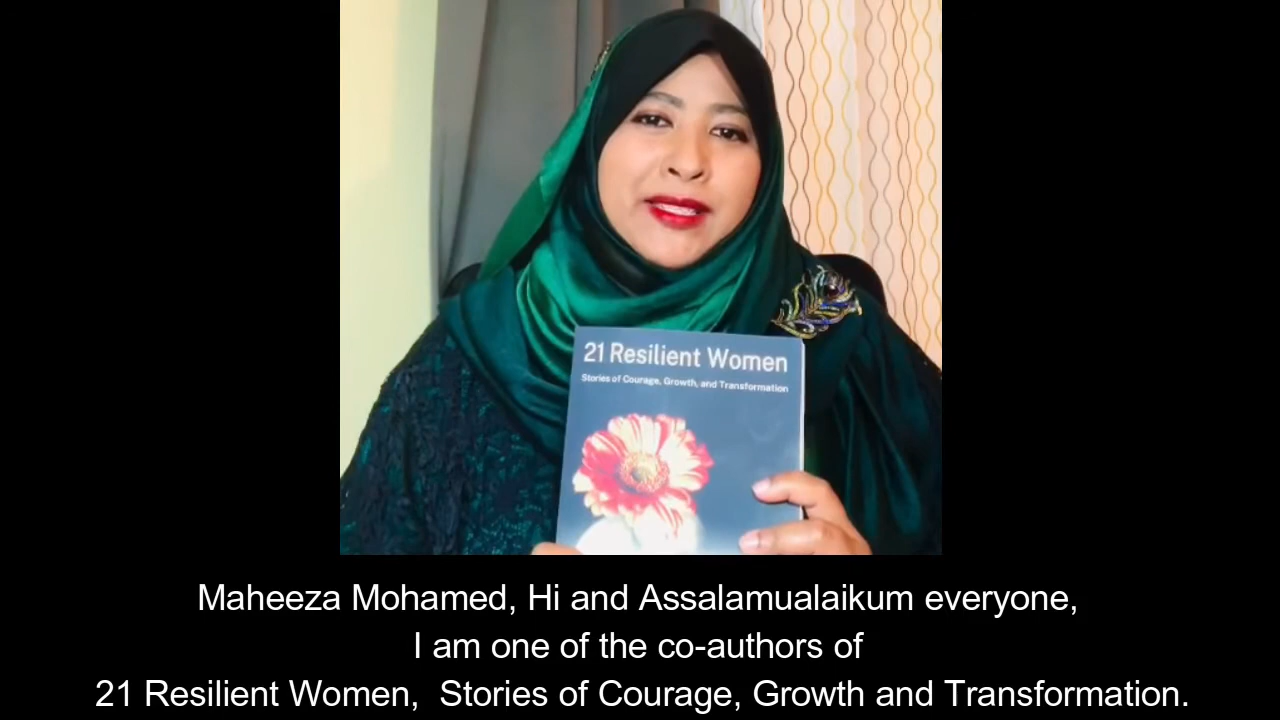 21 Resilient Women
Stories of Courage, Growth, and Transformation
Maheeza Mohamed, Hi and Assalamualaikum everyone,
I am one of the co-authors of
21 Resilient Women,  Stories of Courage, Growth and Transformation.